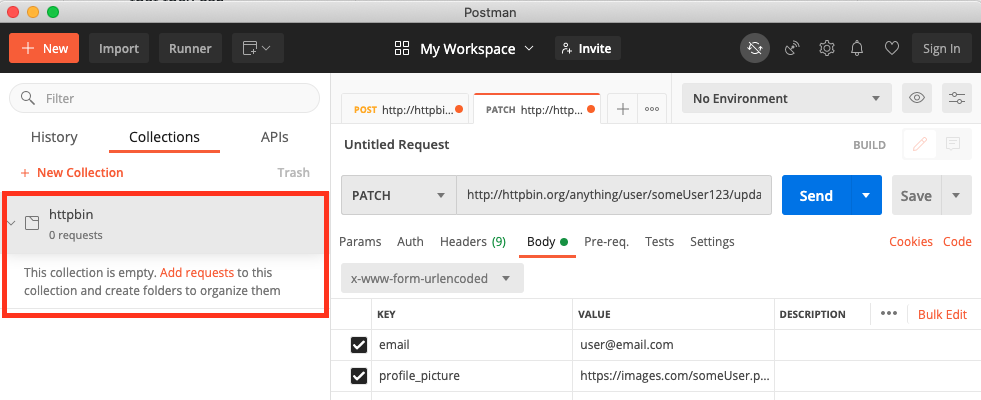 Postman
+ New
Import
Runner
My Workspace
Invite
Sign In
Filter
History
Collections
APIs
+ New Collection
Trash
httpbin
0 requests
This collection is empty. Add requests to this
collection and create folders to organize them
POST http://httpbi...
PATCH http://http...
+
No Environment
Untitled Request
BUILD
PATCH
http://httpbin.org/anything/user/someUser123/upda
Send
Save
Params
Auth
Headers (9)
Body
Pre-req.
Tests
Settings
Cookies
Code
x-www-form-urlencoded
KEY
VALUE
DESCRIPTION
Bulk Edit
email
user@email.com
profile_picture
https://images.com/someUser.p...